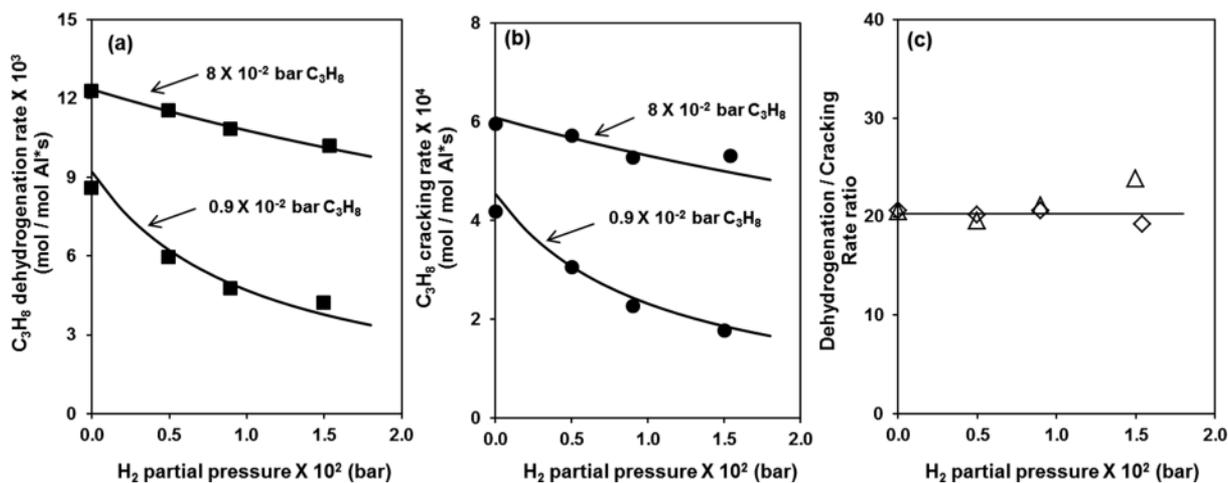 (a)
C₃H₈ dehydrogenation rate X 10³
(mol / mol Al*s)
15
12
9
6
3
0
8 X 10⁻² bar C₃H₈
0.9 X 10⁻² bar C₃H₈
0.0 0.5 1.0 1.5 2.0
H₂ partial pressure X 10² (bar)
(b)
C₃H₈ cracking rate X 10⁴
(mol / mol Al*s)
8
6
4
2
0
8 X 10⁻² bar C₃H₈
0.9 X 10⁻² bar C₃H₈
0.0 0.5 1.0 1.5 2.0
H₂ partial pressure X 10² (bar)
(c)
Dehydrogenation / Cracking
Rate ratio
40
30
20
10
0
0.0 0.5 1.0 1.5 2.0
H₂ partial pressure X 10² (bar)